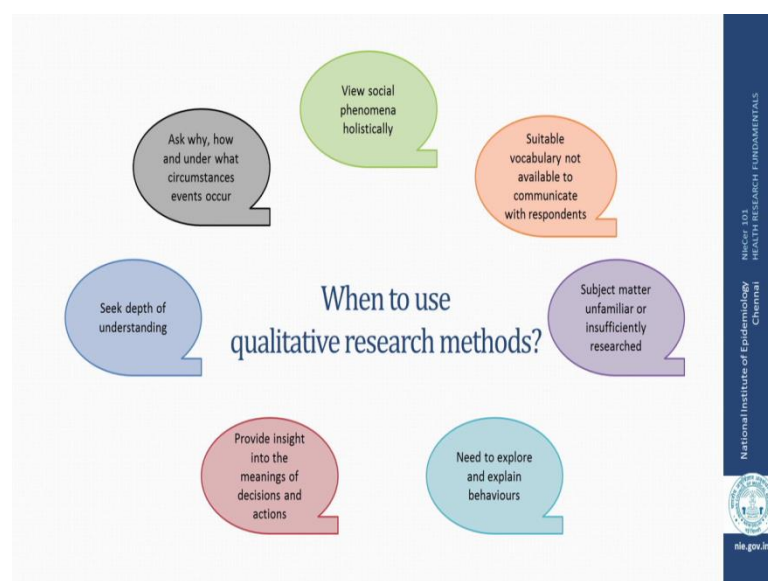 View social
phenomena
holistically
Ask why, how
and under what
circumstances
events occur
Suitable
vocabulary not
available to
communicate
with respondents
Seek depth of
understanding
When to use
qualitative research methods?
Subject matter
unfamiliar or
insufficiently
researched
Provide insight
into the
meanings of
decisions and
actions
Need to explore
and explain
behaviours
NIeCer 101
HEALTH RESEARCH FUNDAMENTALS
National Institute of Epidemiology
Chennai
nie.gov.in